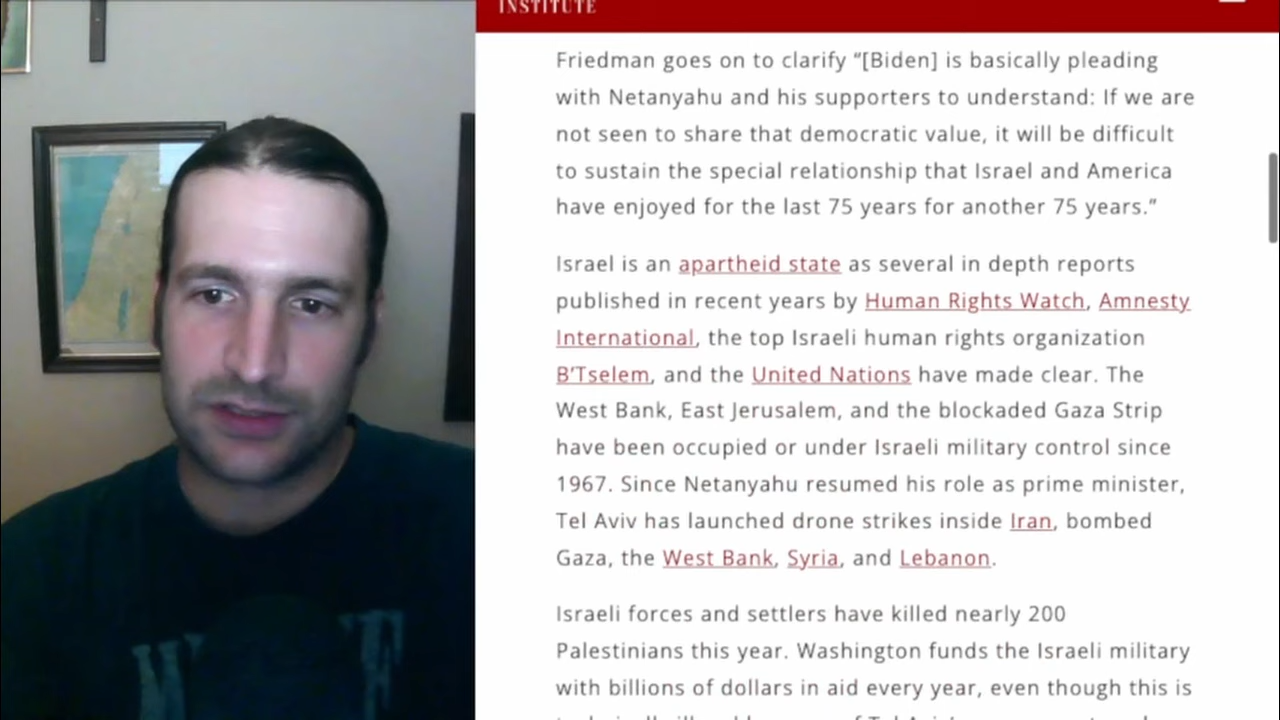 INSTITUTE
Friedman goes on to clarify “[Biden] is basically pleading
with Netanyahu and his supporters to understand: If we are
not seen to share that democratic value, it will be difficult
to sustain the special relationship that Israel and America
have enjoyed for the last 75 years for another 75 years.”
Israel is an apartheid state as several in depth reports
published in recent years by Human Rights Watch, Amnesty
International, the top Israeli human rights organization
B’Tselem, and the United Nations have made clear. The
West Bank, East Jerusalem, and the blockaded Gaza Strip
have been occupied or under Israeli military control since
1967. Since Netanyahu resumed his role as prime minister,
Tel Aviv has launched drone strikes inside Iran, bombed
Gaza, the West Bank, Syria, and Lebanon.
Israeli forces and settlers have killed nearly 200
Palestinians this year. Washington funds the Israeli military
with billions of dollars in aid every year, even though this is